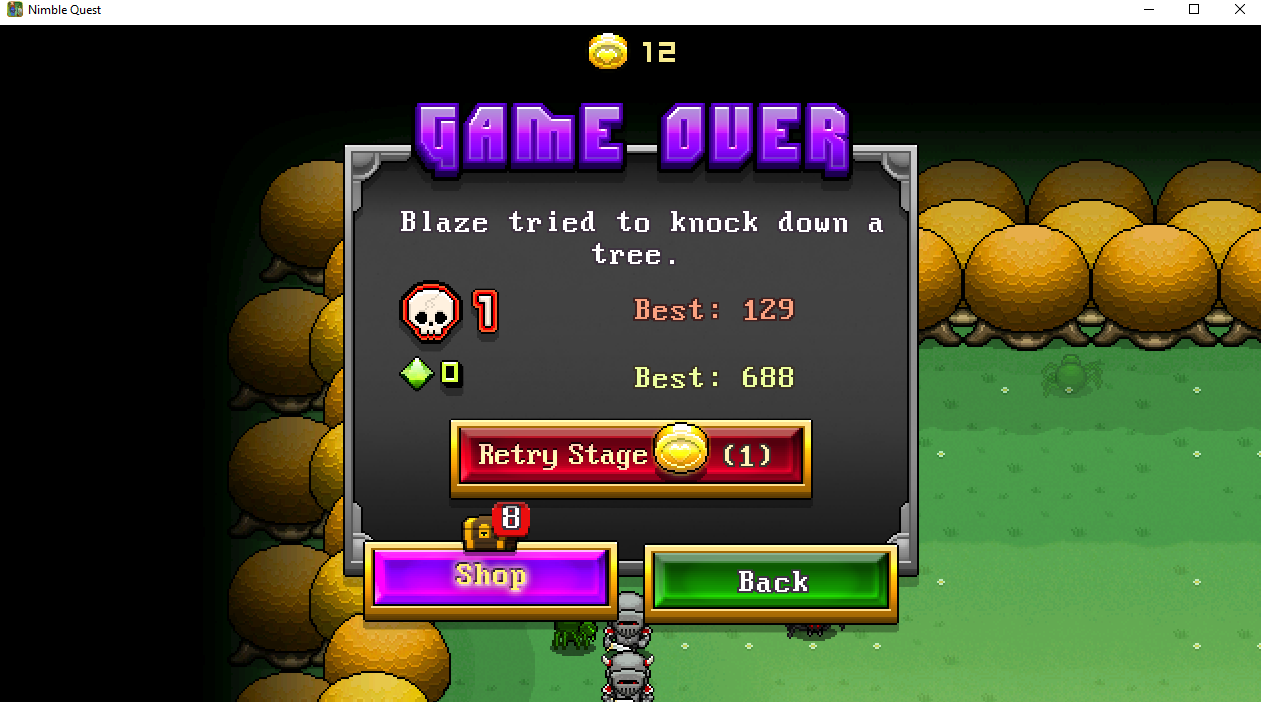 Nimble Quest
12
GAME OVER
Blaze tried to knock down a
tree.
1 Best: 129
0 Best: 688
Retry Stage (1)
8
Shop Back